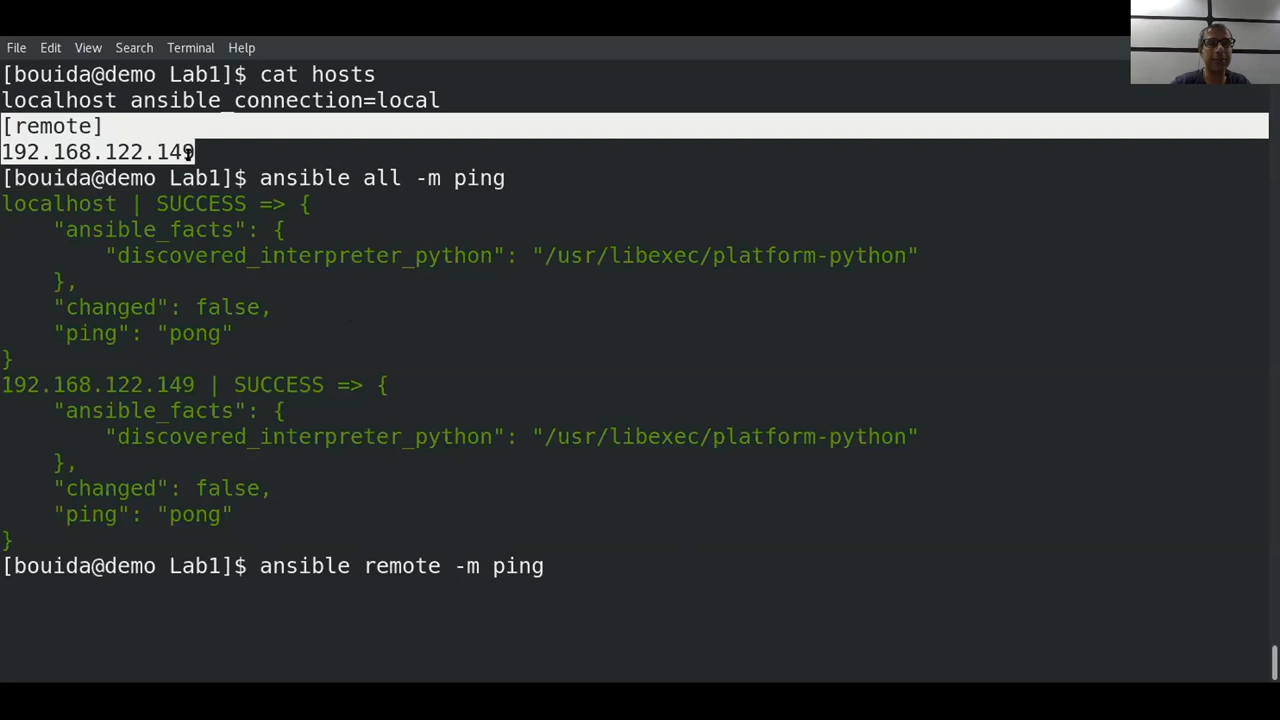 File Edit View Search Terminal Help
[bouida@demo Lab1]$ cat hosts
localhost ansible_connection=local
[remote]
192.168.122.149
[bouida@demo Lab1]$ ansible all -m ping
localhost | SUCCESS => {
    "ansible_facts": {
        "discovered_interpreter_python": "/usr/libexec/platform-python"
    },
    "changed": false,
    "ping": "pong"
}
192.168.122.149 | SUCCESS => {
    "ansible_facts": {
        "discovered_interpreter_python": "/usr/libexec/platform-python"
    },
    "changed": false,
    "ping": "pong"
}
[bouida@demo Lab1]$ ansible remote -m ping